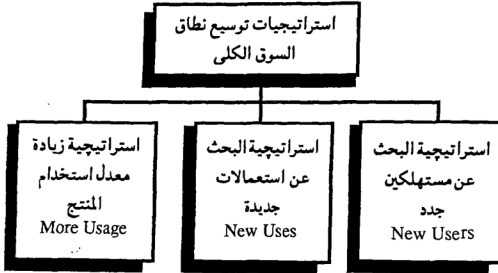 استراتيجيات توسيع نطاق
السوق الكلى
استراتيجية البحث
عن مستهلكين
جدد
New Users
استراتيجية البحث
عن استعمالات
جديدة
New Uses
استراتيجية زيادة
معدل استخدام
المنتج
More Usage